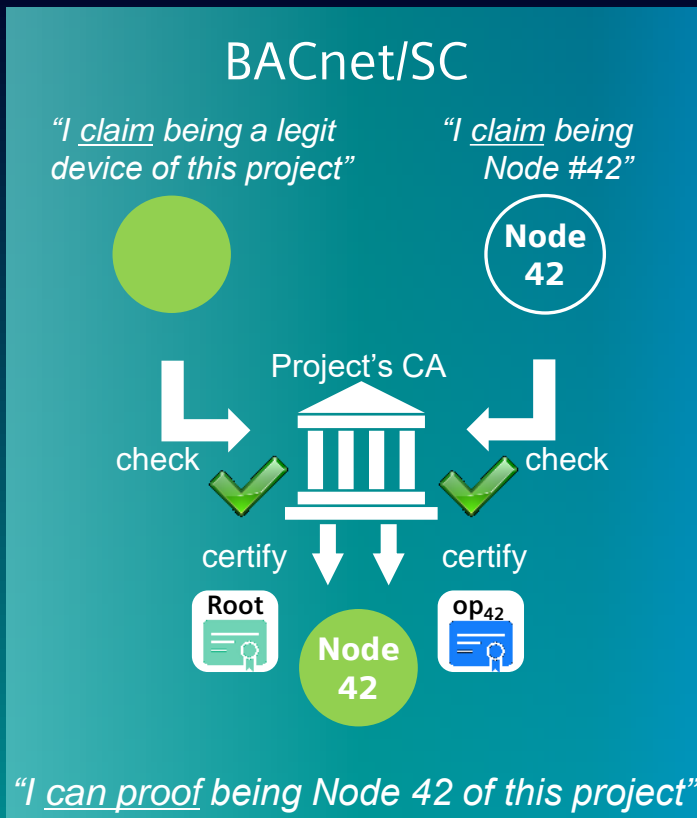 BACnet/SC
“I claim being a legit
device of this project”
“I claim being
Node #42”
Node
42
Project’s CA
check
check
certify
certify
Root
op₄₂
Node
42
“I can proof being Node 42 of this project”